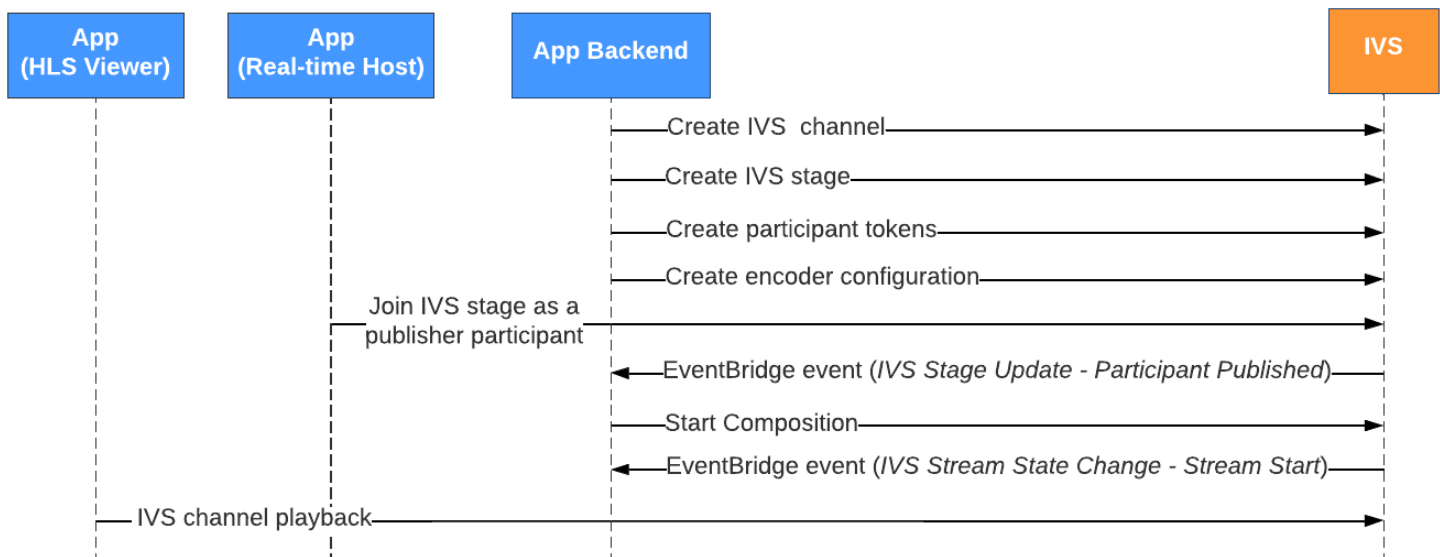 App
(HLS Viewer)
App
(Real-time Host)
App Backend
IVS
Create IVS channel
Create IVS stage
Create participant tokens
Create encoder configuration
Join IVS stage as a
publisher participant
EventBridge event (IVS Stage Update - Participant Published)
Start Composition
EventBridge event (IVS Stream State Change - Stream Start)
IVS channel playback